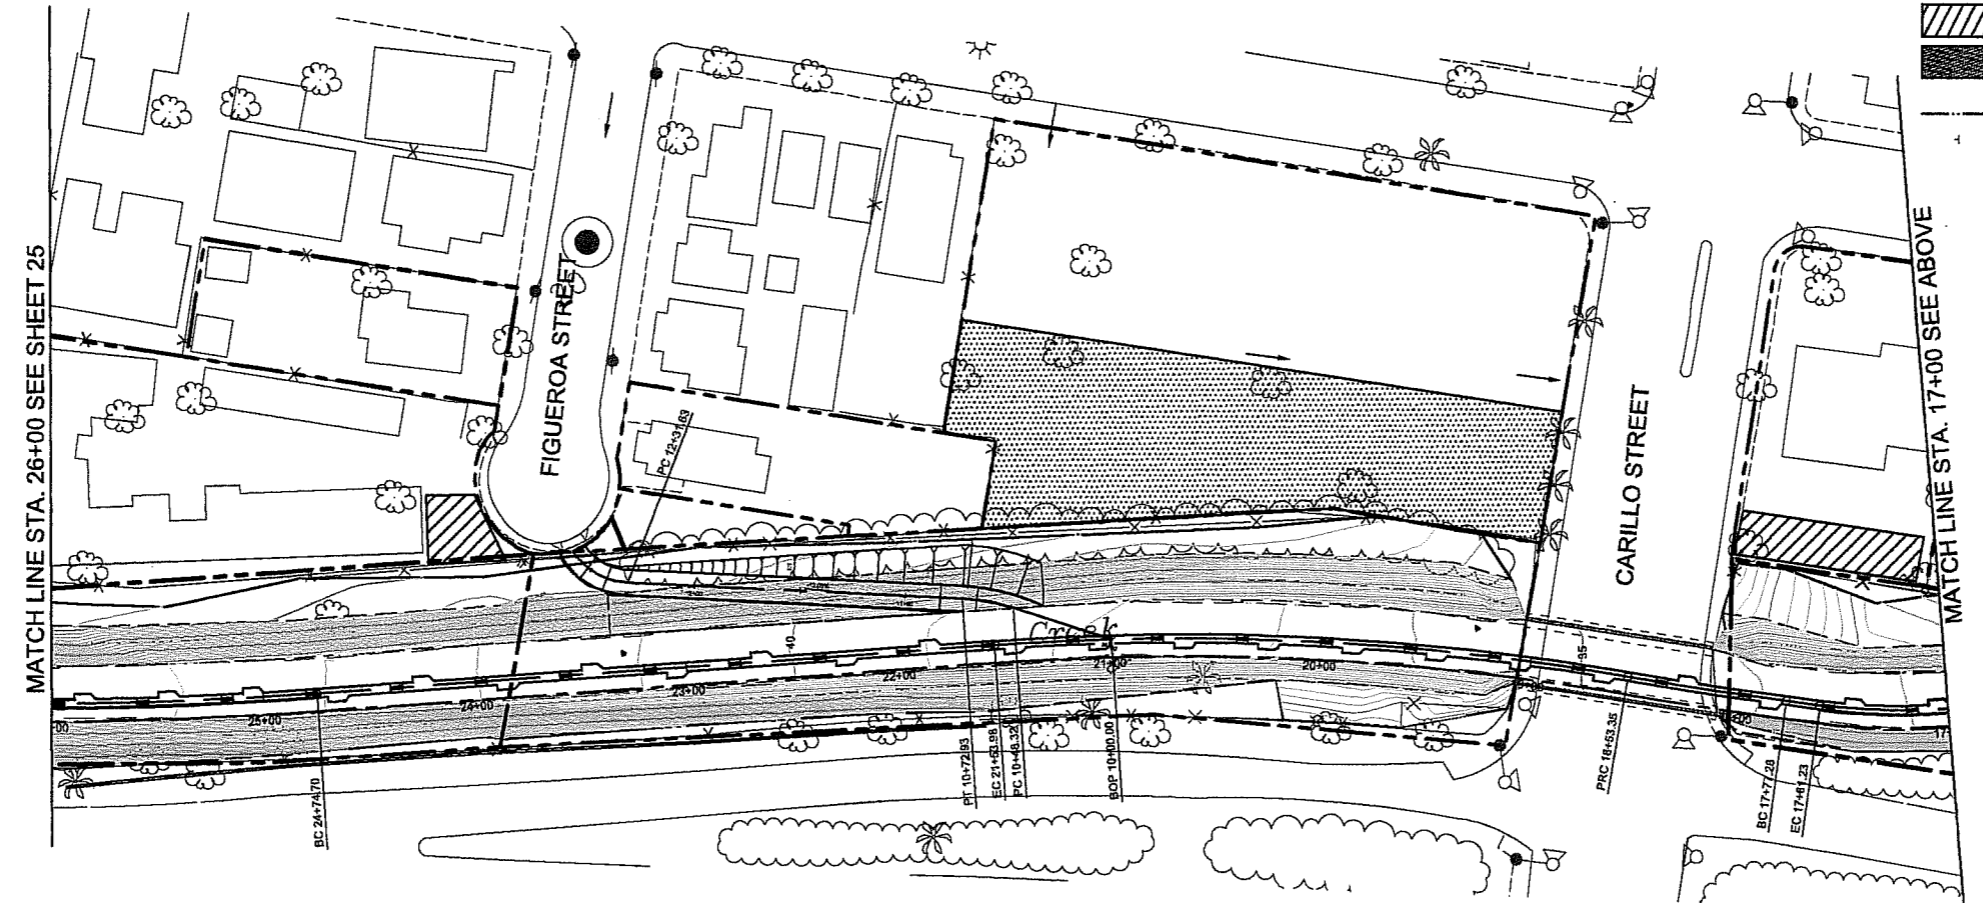 MATCH LINE STA. 26+00 SEE SHEET 25
FIGUEROA STREET
PC 12+31.63
CARILLO STREET
MATCH LINE STA. 17+00 SEE ABOVE
Creek
40
35
25+00
24+00
23+00
22+00
21+00
20+00
BC 24+74.70
PT 10+72.93
EC 21+63.98
PC 10+48.32
BOP 10+00.00
PRC 18+53.35
BC 17+77.28
EC 17+61.23